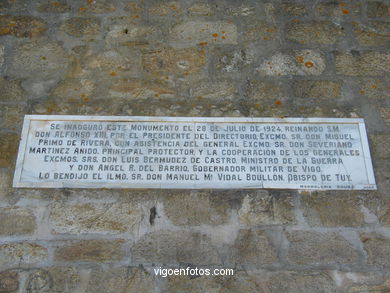 Se inauguró este Monumento el 28 de Julio de 1924, reinando S.M.
Don Alfonso XIII, por el Presidente del Directorio, Excmo. Sr. Don Miguel
Primo de Rivera, con asistencia del General Excmo. Sr. Don Severiano
Martinez Anido, principal protector, y la cooperación de los Generales
Excmos. Srs. Don Luis Bermudez de Castro, Ministro de la Guerra
y Don Angel R. del Barrio, Gobernador Militar de Vigo.
Lo bendijo el Ilmo. Sr. Don Manuel Mª Vidal Boullón, Obispo de Tuy.
vigoenfotos.com